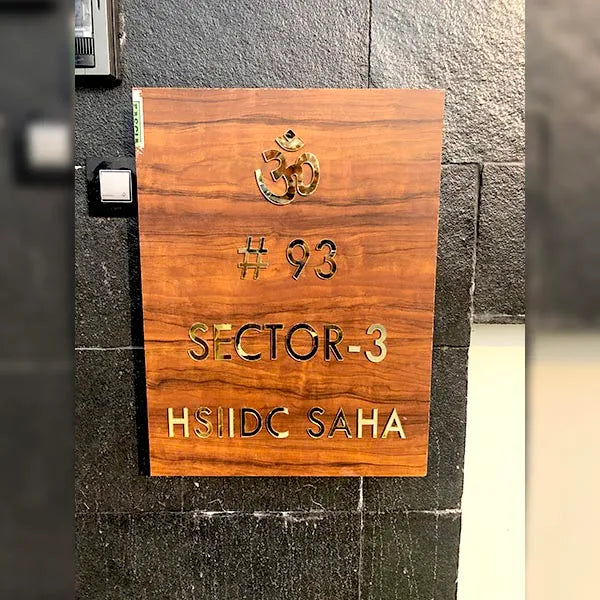 ॐ
# 93
SECTOR-3
HSIIDC SAHA